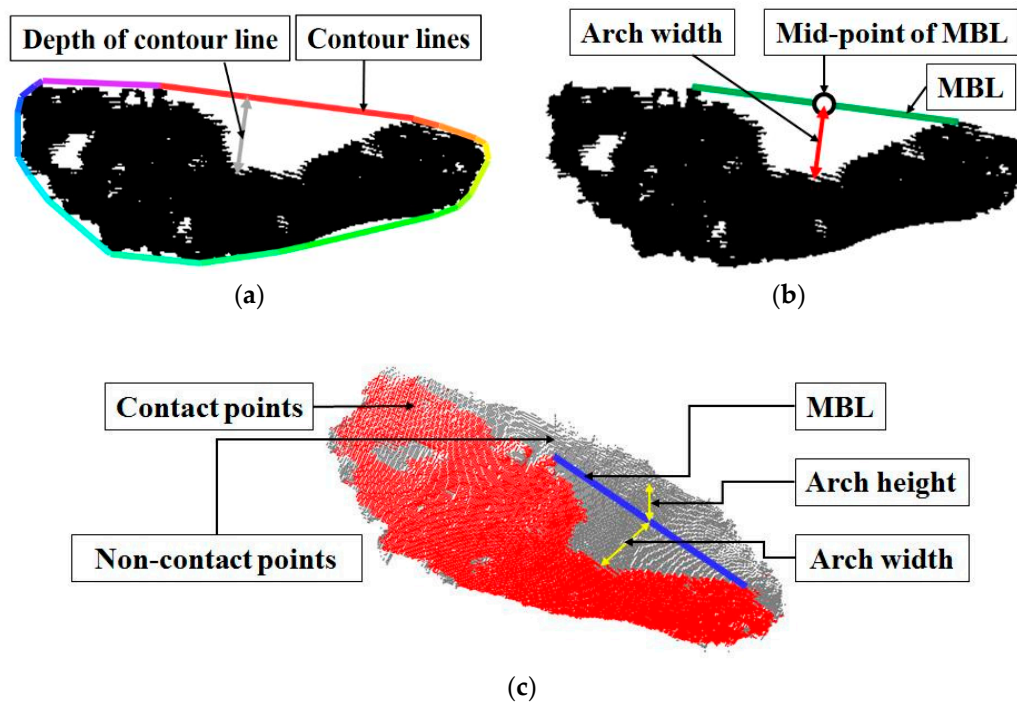 Depth of contour line
Contour lines
(a)
Arch width
Mid-point of MBL
MBL
(b)
Contact points
Non-contact points
MBL
Arch height
Arch width
(c)